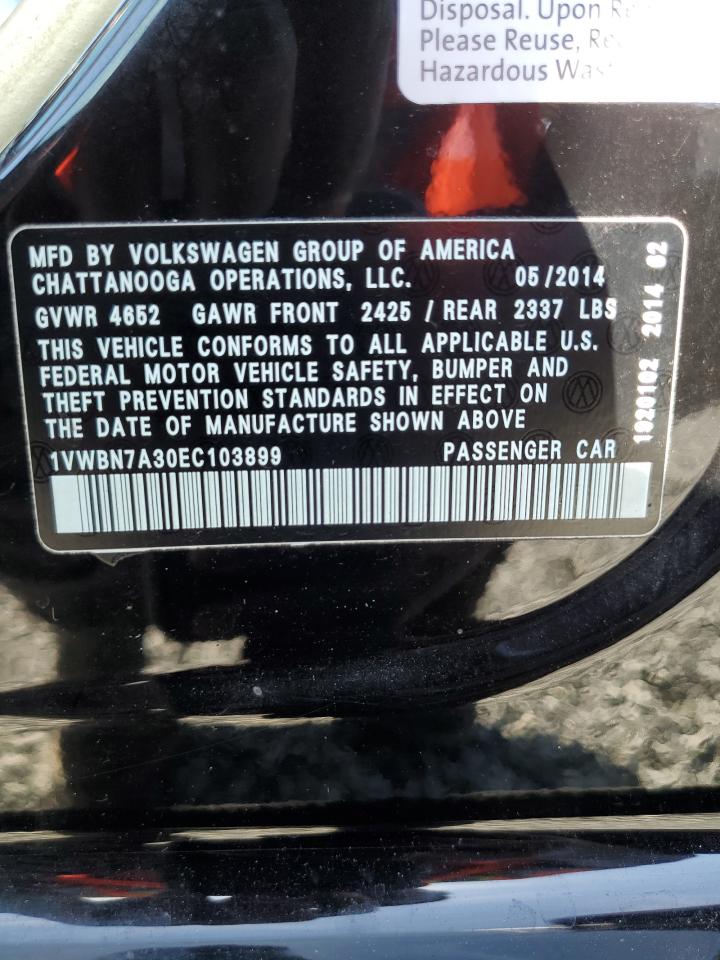 Disposal. Upon
Please Reuse,
Hazardous
MFD BY VOLKSWAGEN GROUP OF AMERICA
CHATTANOOGA OPERATIONS, LLC. 05/2014
GVWR 4652 GAWR FRONT 2425 / REAR 2337 LBS
THIS VEHICLE CONFORMS TO ALL APPLICABLE U.S.
FEDERAL MOTOR VEHICLE SAFETY, BUMPER AND
THEFT PREVENTION STANDARDS IN EFFECT ON
THE DATE OF MANUFACTURE SHOWN ABOVE
1VWBN7A30EC103899 PASSENGER CAR
1920102 2014 02